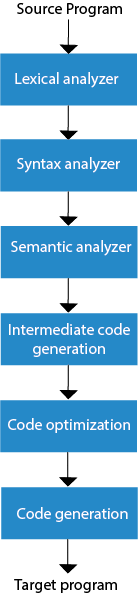 Source Program
Lexical analyzer
Syntax analyzer
Semantic analyzer
Intermediate code
generation
Code optimization
Code generation
Target program